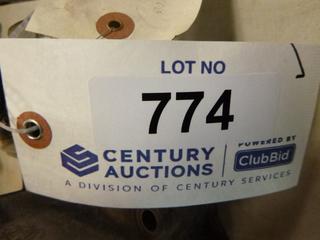 LOT NO
774
CENTURY AUCTIONS
POWERED BY
ClubBid
A DIVISION OF CENTURY SERVICES